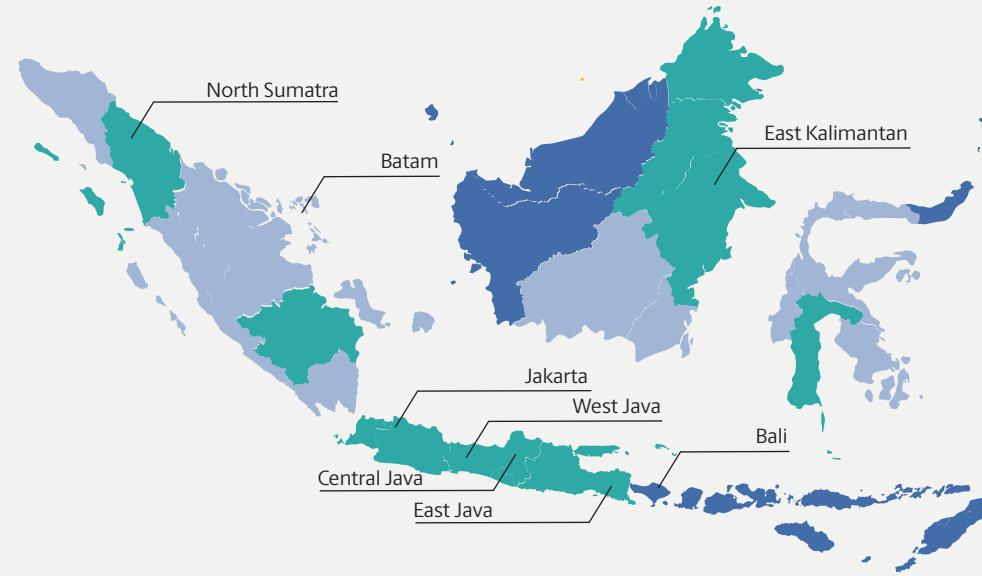 North Sumatra
Batam
East Kalimantan
Jakarta
West Java
Bali
Central Java
East Java